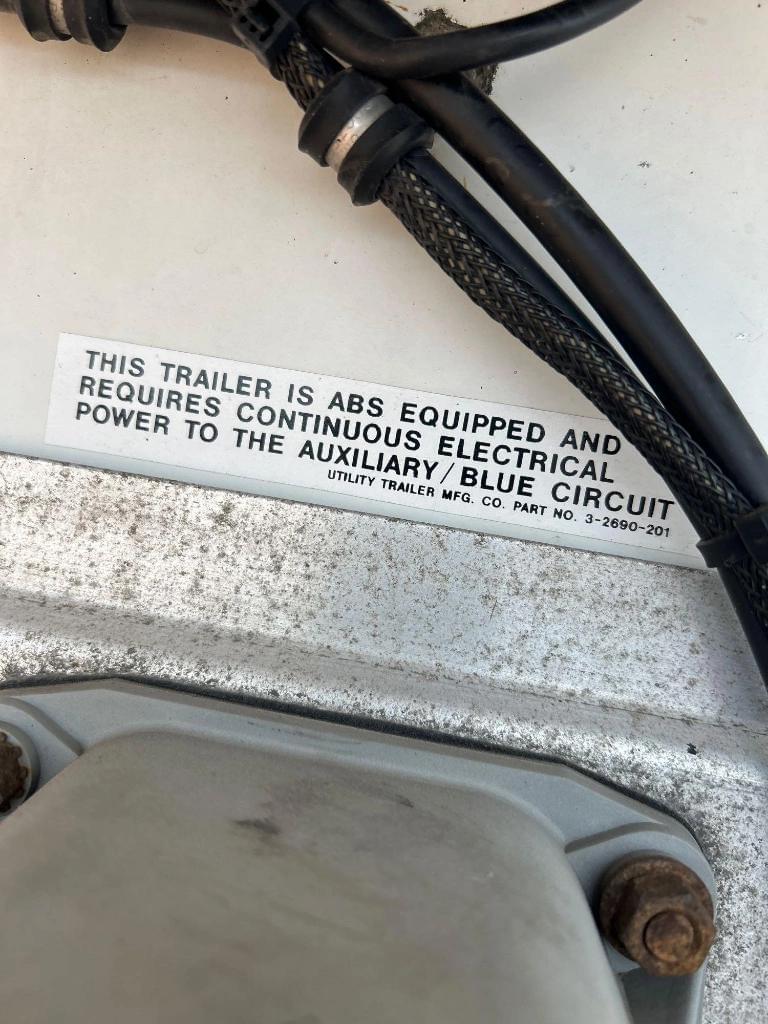 THIS TRAILER IS ABS EQUIPPED AND
REQUIRES CONTINUOUS ELECTRICAL
POWER TO THE AUXILIARY/BLUE CIRCUIT
UTILITY TRAILER MFG. CO. PART NO. 3-2690-201